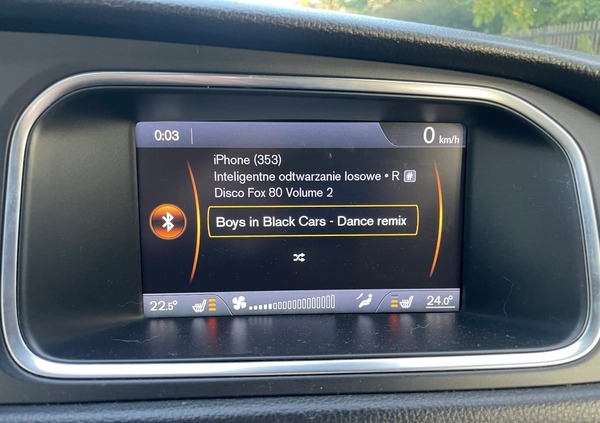 0:03
0 km/h
iPhone (353)
Inteligentne odtwarzanie losowe • R #
Disco Fox 80 Volume 2
Boys in Black Cars - Dance remix
22.5°
24.0°